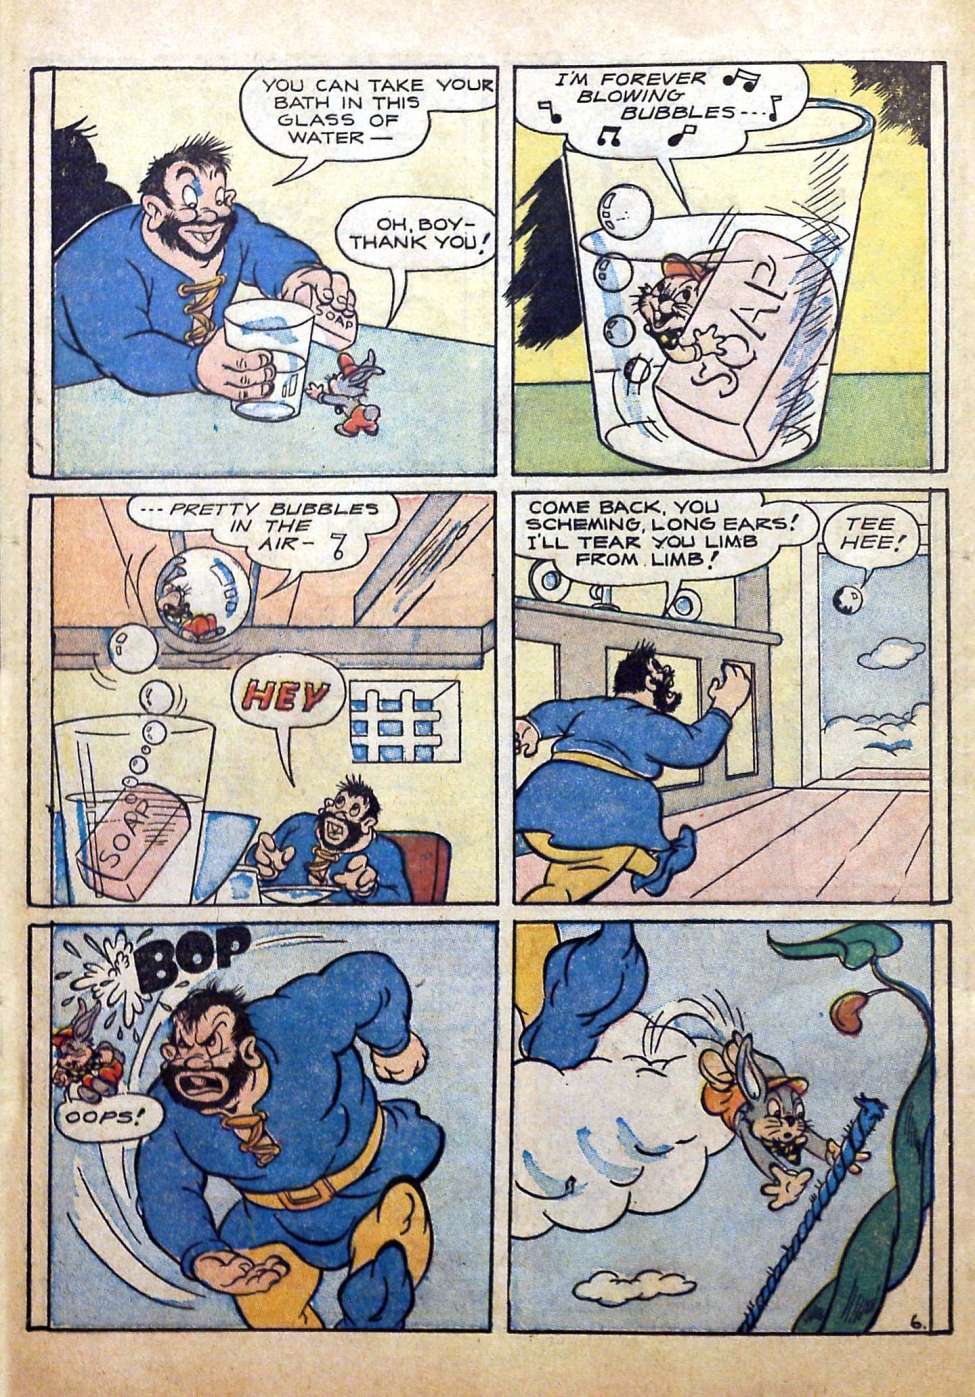 YOU CAN TAKE YOUR
BATH IN THIS
GLASS OF
WATER —
OH, BOY—
THANK YOU!
SOAP
I'M FOREVER
BLOWING
BUBBLES---
SOAP
--- PRETTY BUBBLES
IN THE
AIR—
HEY
SOAP
COME BACK, YOU
SCHEMING, LONG EARS!
I'LL TEAR YOU LIMB
FROM LIMB!
TEE
HEE!
BOP
OOPS!
6.